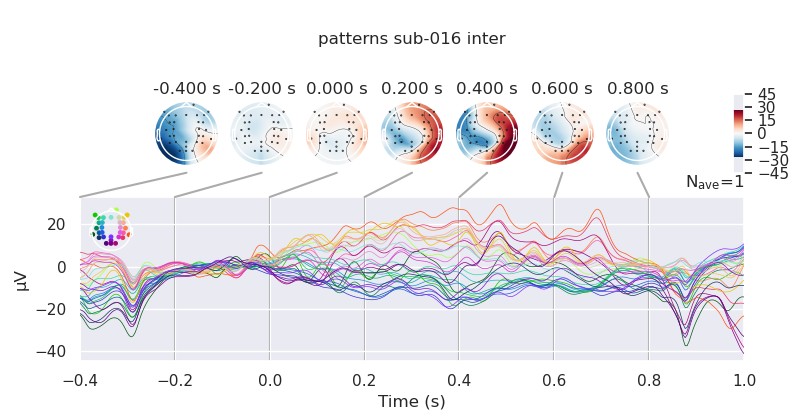 patterns sub-016 inter
-0.400 s -0.200 s 0.000 s 0.200 s 0.400 s 0.600 s 0.800 s
45
30
15
0
−15
−30
−45
Nave=1
20
0
−20
−40
µV
−0.4 −0.2 0.0 0.2 0.4 0.6 0.8 1.0
Time (s)